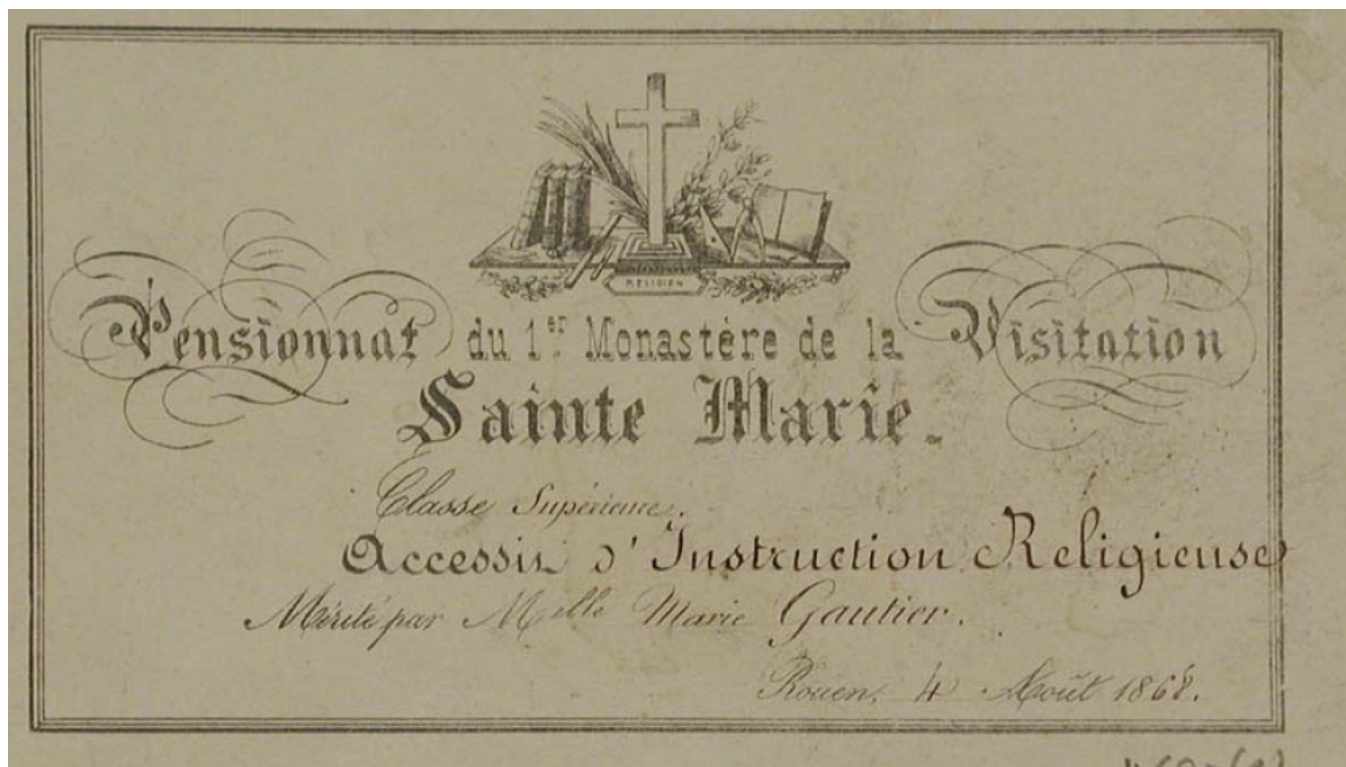 RELIGION
Pensionnat du 1er Monastère de la Visitation
Sainte Marie.
Classe Supérieure.
Accessit d'Instruction Religieuse
Mérité par Melle Marie Gautier.
Rouen, 4 Août 1868.